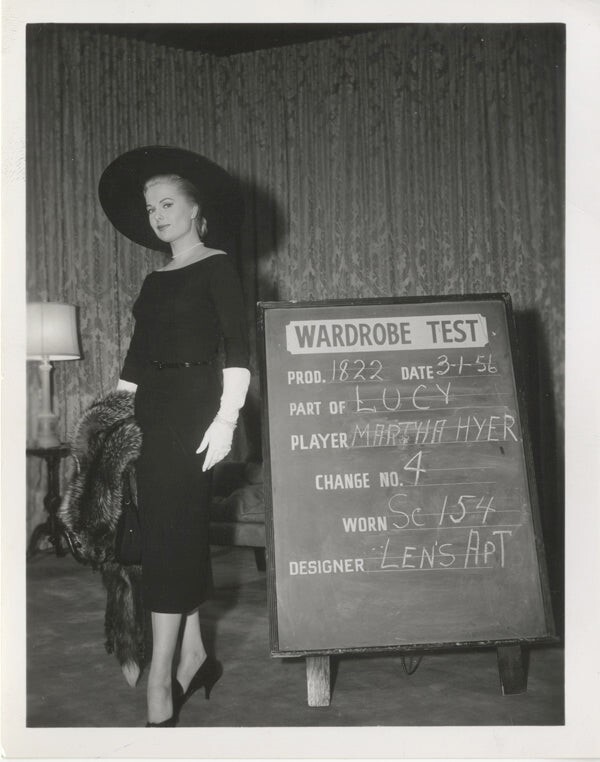 WARDROBE TEST
PROD. 1822 DATE 3-1-56
PART OF LUCY
PLAYER MARTHA HYER
CHANGE NO. 4
WORN Sc 154
DESIGNER LEN'S APT